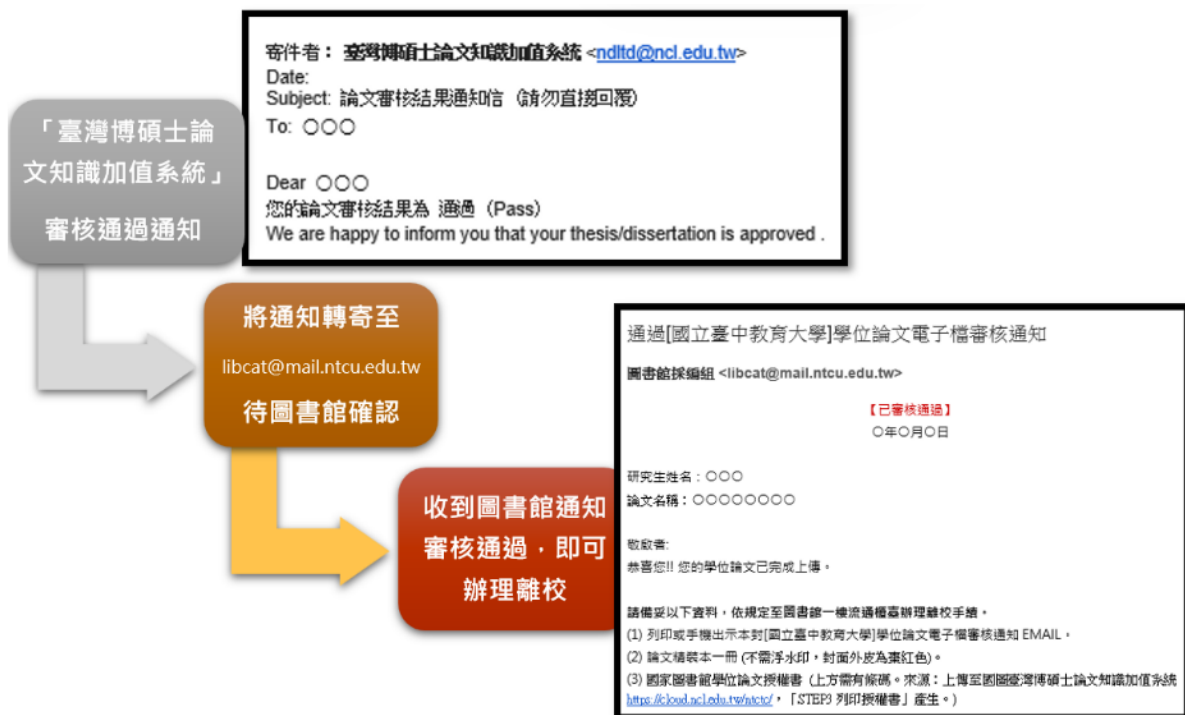 寄件者：臺灣博碩士論文知識加值系統 <ndltd@ncl.edu.tw>
Date:
Subject: 論文審核結果通知信（請勿直接回覆）
To: 〇〇〇
Dear 〇〇〇
您的論文審核結果為 通過（Pass）
We are happy to inform you that your thesis/dissertation is approved .
「臺灣博碩士論
文知識加值系統」
審核通過通知
將通知轉寄至
libcat@mail.ntcu.edu.tw
待圖書館確認
收到圖書館通知
審核通過，即可
辦理離校
通過[國立臺中教育大學]學位論文電子檔審核通知
圖書館採編組 <libcat@mail.ntcu.edu.tw>
【已審核通過】
〇年〇月〇日
研究生姓名：〇〇〇
論文名稱：〇〇〇〇〇〇〇〇
敬啟者:
恭喜您!! 您的學位論文已完成上傳。
請備妥以下資料，依規定至圖書館一樓流通櫃臺辦理離校手續。
(1) 列印或手機出示本封[國立臺中教育大學]學位論文電子檔審核通知 EMAIL。
(2) 論文精裝本一冊 (不需浮水印，封面外皮為棗紅色)。
(3) 國家圖書館學位論文授權書 (上方需有條碼。來源：上傳至國圖臺灣博碩士論文知識加值系統
https://cloud.ncl.edu.tw/ntctc/，「STEP3 列印授權書」產生。)